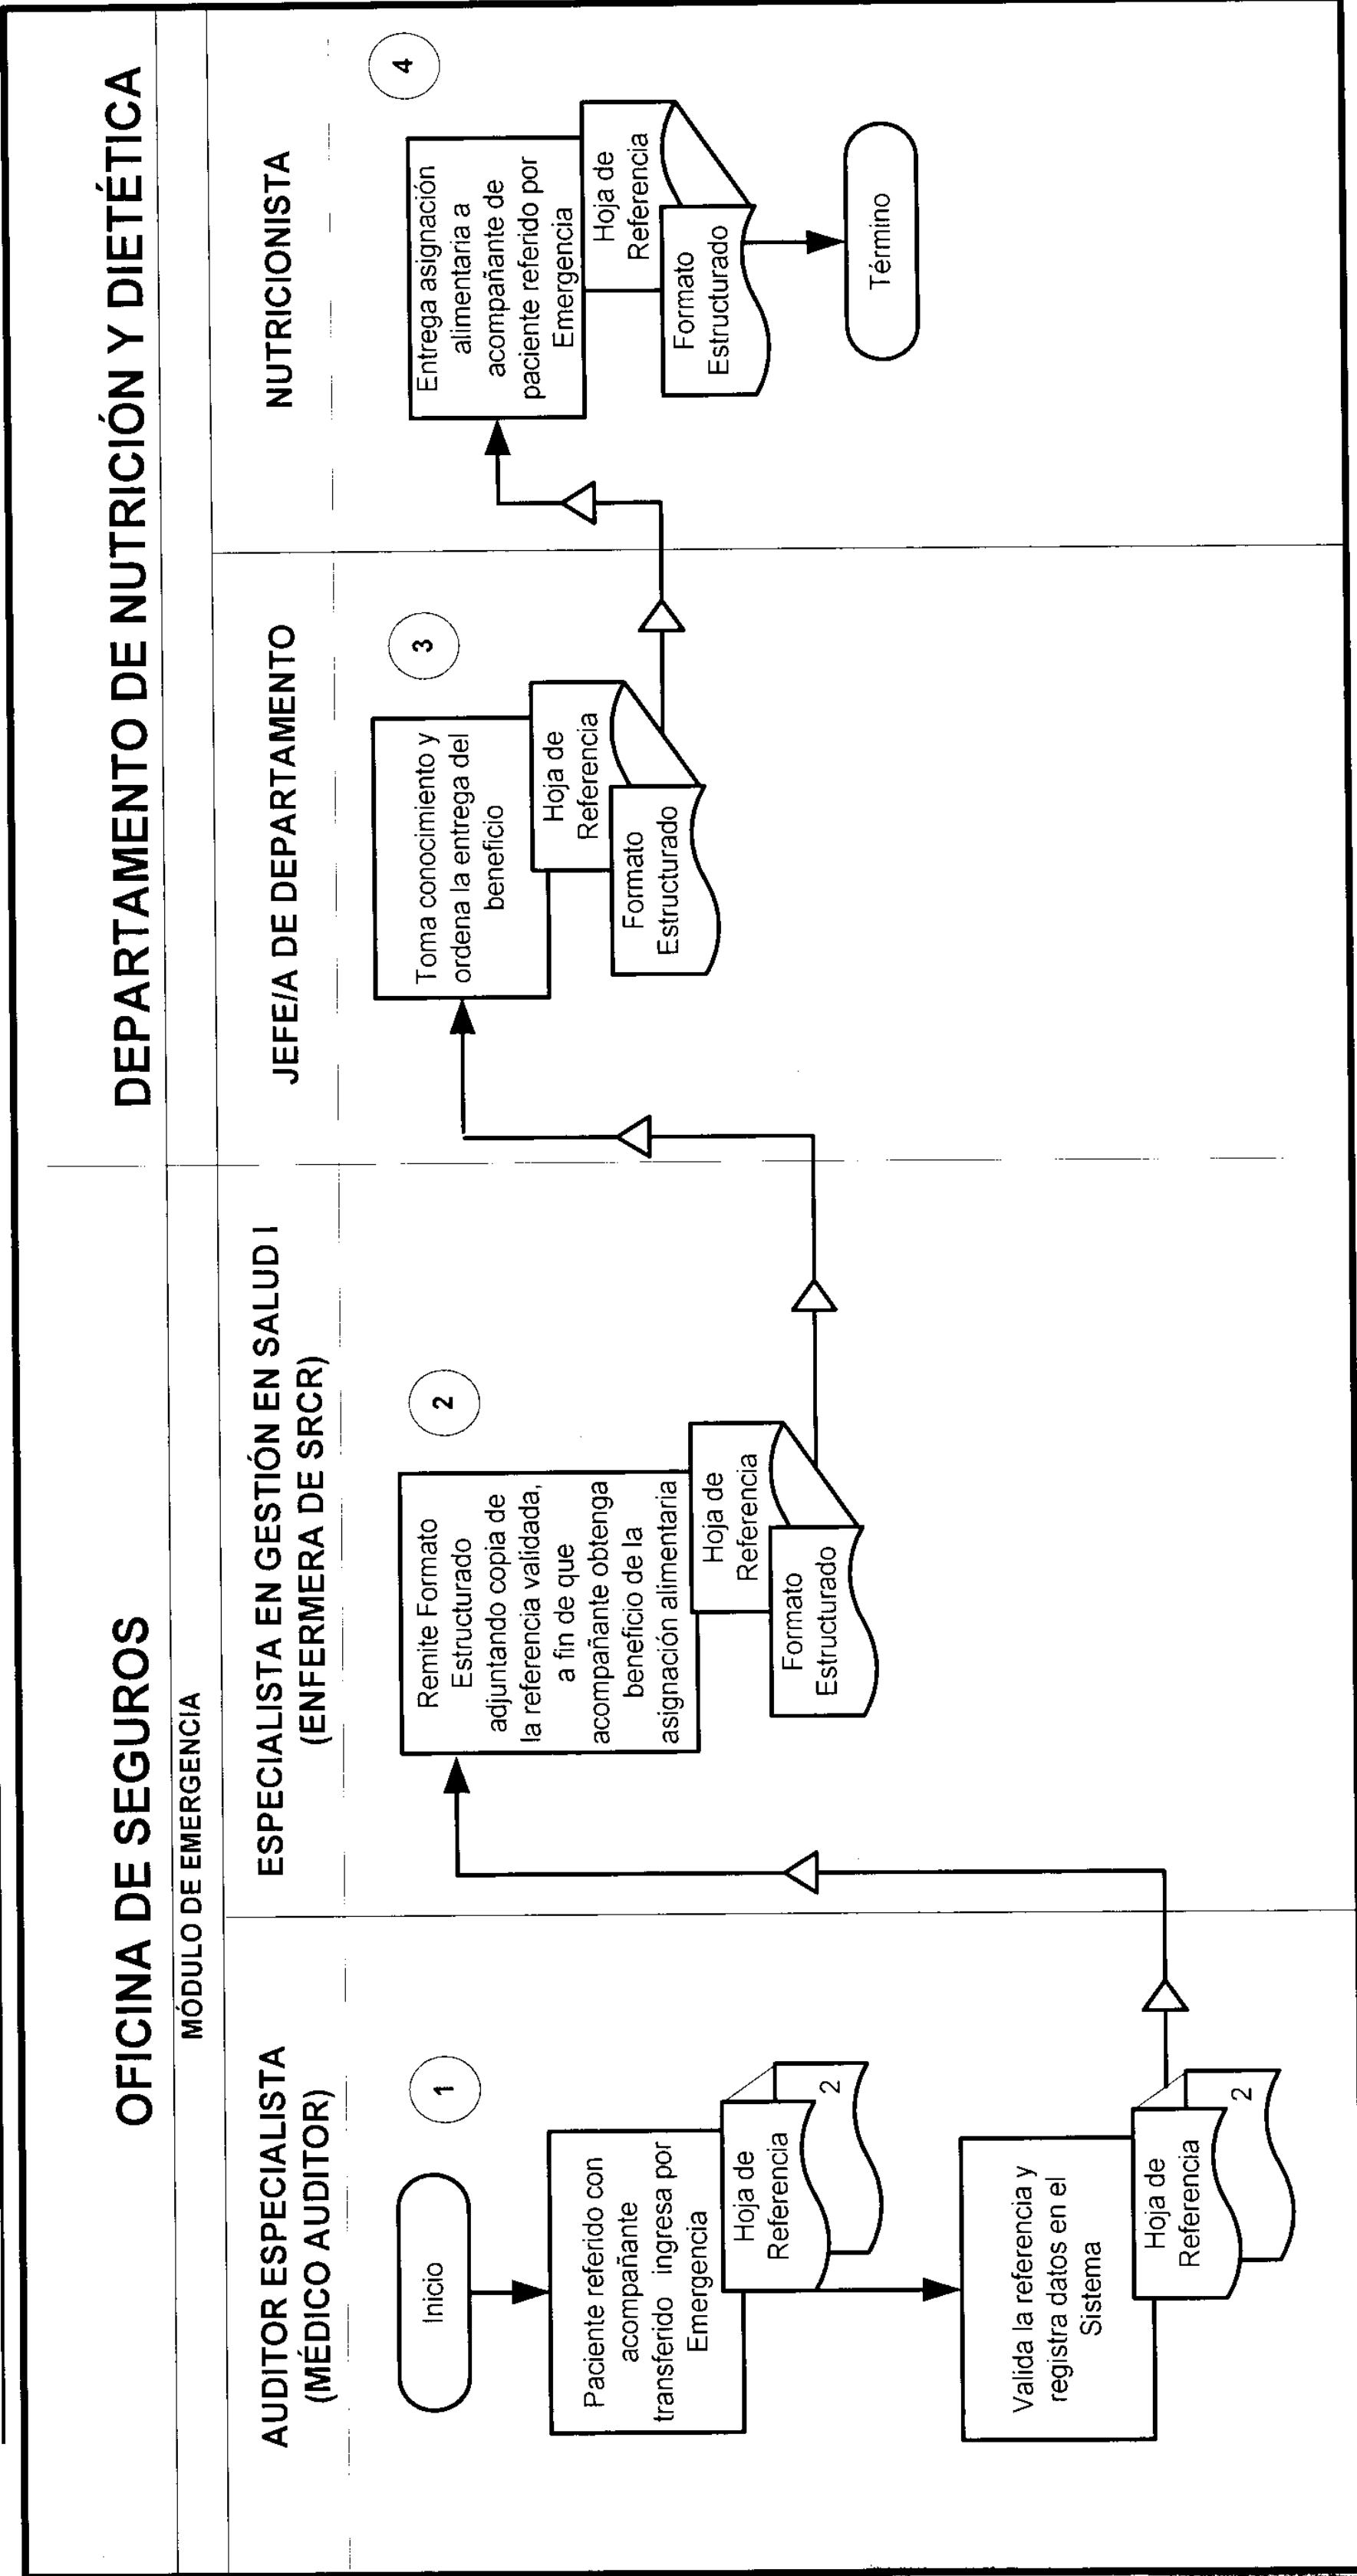 OFICINA DE SEGUROS
DEPARTAMENTO DE NUTRICIÓN Y DIETÉTICA
MÓDULO DE EMERGENCIA
AUDITOR ESPECIALISTA
(MÉDICO AUDITOR)
ESPECIALISTA EN GESTIÓN EN SALUD I
(ENFERMERA DE SRCR)
JEFE/A DE DEPARTAMENTO
NUTRICIONISTA
Inicio
1
Paciente referido con
acompañante
transferido ingresa por
Emergencia
Hoja de
Referencia
2
Valida la referencia y
registra datos en el
Sistema
Hoja de
Referencia
2
2
Remite Formato
Estructurado
adjuntando copia de
la referencia validada,
a fin de que
acompañante obtenga
beneficio de la
asignación alimentaria
Hoja de
Referencia
Formato
Estructurado
3
Toma conocimiento y
ordena la entrega del
beneficio
Hoja de
Referencia
Formato
Estructurado
4
Entrega asignación
alimentaria a
acompañante de
paciente referido por
Emergencia
Hoja de
Referencia
Formato
Estructurado
Término